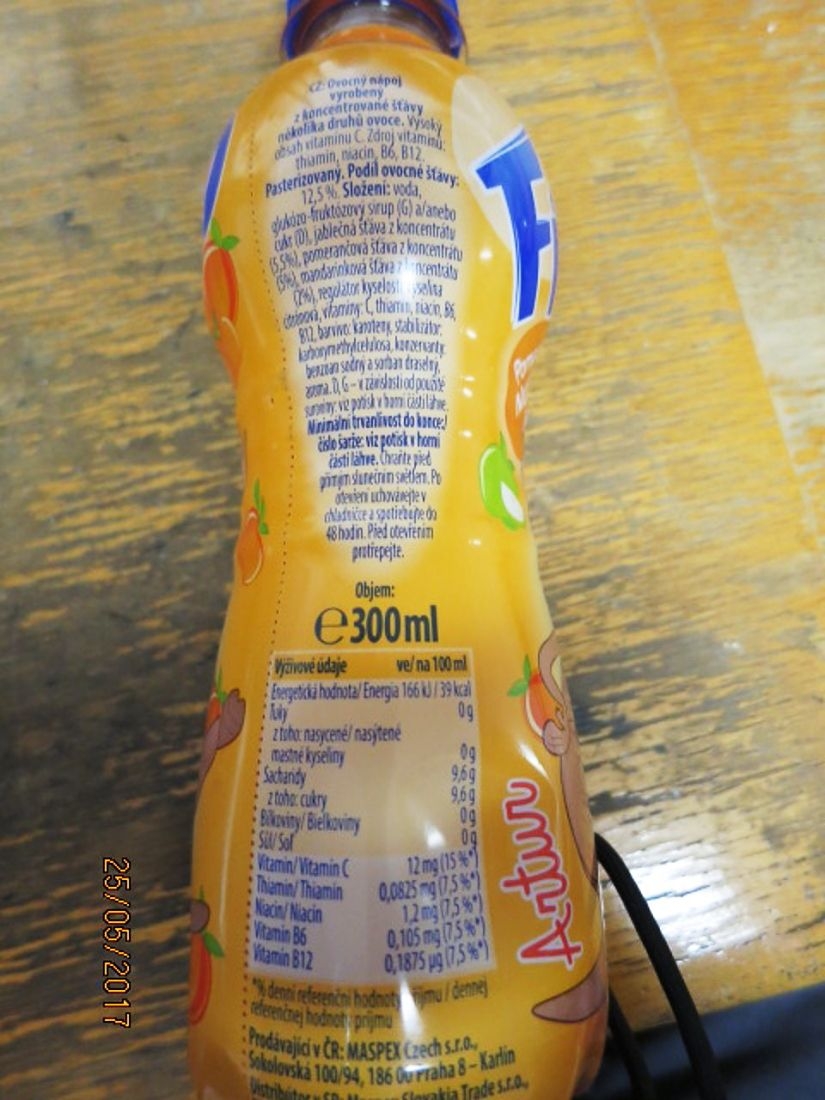 CZ: Ovocný nápoj
vyrobený
z koncentrované šťávy
několika druhů ovoce. Vysoký
obsah vitaminu C. Zdroj vitaminů:
thiamin, niacin, B6, B12.
Pasterizovaný. Podíl ovocné šťávy:
12,5 %. Složení: voda,
glukózo-fruktózový sirup (G) a/anebo
cukr (D), jablečná šťáva z koncentrátu
(5,5%), pomerančová šťáva z koncentrátu
(5%), mandarinková šťáva z koncentrátu
(2%), regulátor kyselosti: kyselina
citronová, vitaminy: C, thiamin, niacin, B6,
B12, barvivo: karoteny, stabilizátor:
karboxymethylcelulosa, konzervanty:
benzoan sodný a sorban draselný,
aroma. D, G – v závislosti od použité
suroviny: viz potisk v horní části láhve.
Minimální trvanlivost do konce:/
číslo šarže: viz potisk v horní
části láhve. Chraňte před
přímým slunečním světlem. Po
otevření uchovávejte v
chladničce a spotřebujte do
48 hodin. Před otevřením
protřepejte.
Objem:
e 300 ml
Výživové údaje ve/ na 100 ml
Energetická hodnota/ Energia 166 kJ / 39 kcal
Tuky 0 g
z toho: nasycené/ nasýtené
mastné kyseliny 0 g
Sacharidy 9,6 g
z toho: cukry 9,6 g
Bílkoviny/ Bielkoviny 0 g
Sůl/ Soľ 0 g
Vitamin/ Vitamín C 12 mg (15 %*)
Thiamin/ Thiamín 0,0825 mg (7,5 %*)
Niacin/ Niacín 1,2 mg (7,5 %*)
Vitamin B6 0,105 mg (7,5 %*)
Vitamin B12 0,1875 µg (7,5 %*)
*% denní referenční hodnoty příjmu / dennej
referenčnej hodnoty príjmu
Prodávající v ČR: MASPEX Czech s.r.o.,
Sokolovská 100/94, 186 00 Praha 8 – Karlín
Slovakia Trade s.r.o.,
Artur
25/05/2017